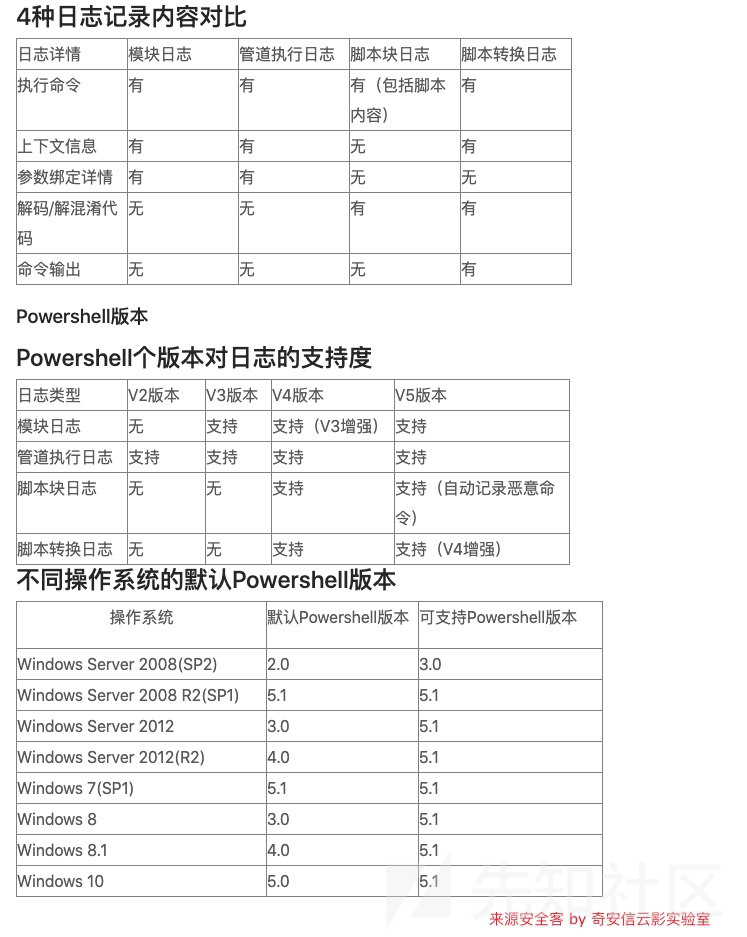 4种日志记录内容对比
日志详情 模块日志 管道执行日志 脚本块日志 脚本转换日志
执行命令 有 有 有（包括脚本 有
内容）
上下文信息 有 有 无 有
参数绑定详情 有 有 无 无
解码/解混淆代 无 无 有 有
码
命令输出 无 无 无 有
Powershell版本
Powershell个版本对日志的支持度
日志类型 V2版本 V3版本 V4版本 V5版本
模块日志 无 支持 支持（V3增强） 支持
管道执行日志 支持 支持 支持 支持
脚本块日志 无 无 支持 支持（自动记录恶意命
令）
脚本转换日志 无 无 支持 支持（V4增强）
不同操作系统的默认Powershell版本
操作系统 默认Powershell版本 可支持Powershell版本
Windows Server 2008(SP2) 2.0 3.0
Windows Server 2008 R2(SP1) 5.1 5.1
Windows Server 2012 3.0 5.1
Windows Server 2012(R2) 4.0 5.1
Windows 7(SP1) 5.1 5.1
Windows 8 3.0 5.1
Windows 8.1 4.0 5.1
Windows 10 5.0 5.1
先知社区
来源安全客 by 奇安信云影实验室